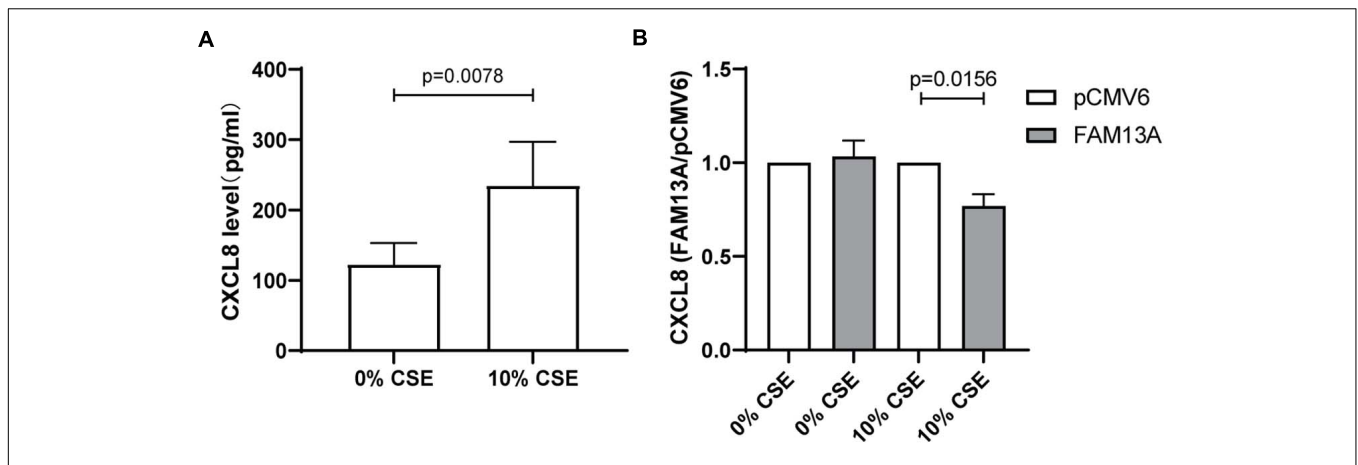 A
CXCL8 level(pg/ml)
400
300
200
100
0
p=0.0078
0% CSE
10% CSE
B
CXCL8 (FAM13A/pCMV6)
1.5
1.0
0.5
0.0
p=0.0156
0% CSE
0% CSE
10% CSE
10% CSE
pCMV6
FAM13A